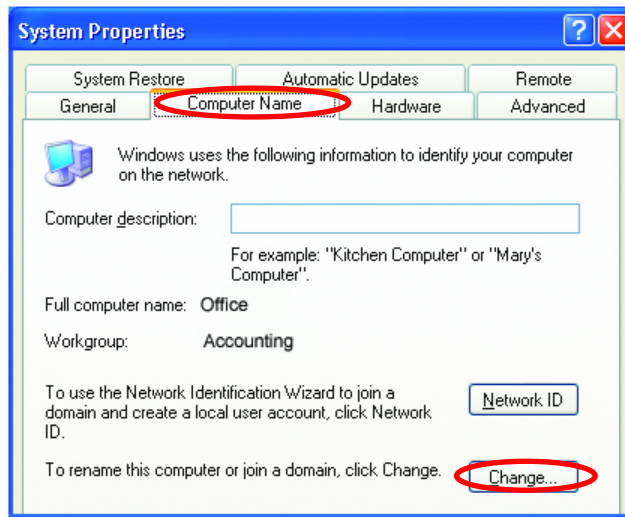 System Properties
System Restore
Automatic Updates
Remote
General
Computer Name
Hardware
Advanced
Windows uses the following information to identify your computer
on the network.
Computer description:
For example: "Kitchen Computer" or "Mary's
Computer".
Full computer name: Office
Workgroup: Accounting
To use the Network Identification Wizard to join a
domain and create a local user account, click Network
ID.
Network ID
To rename this computer or join a domain, click Change.
Change...